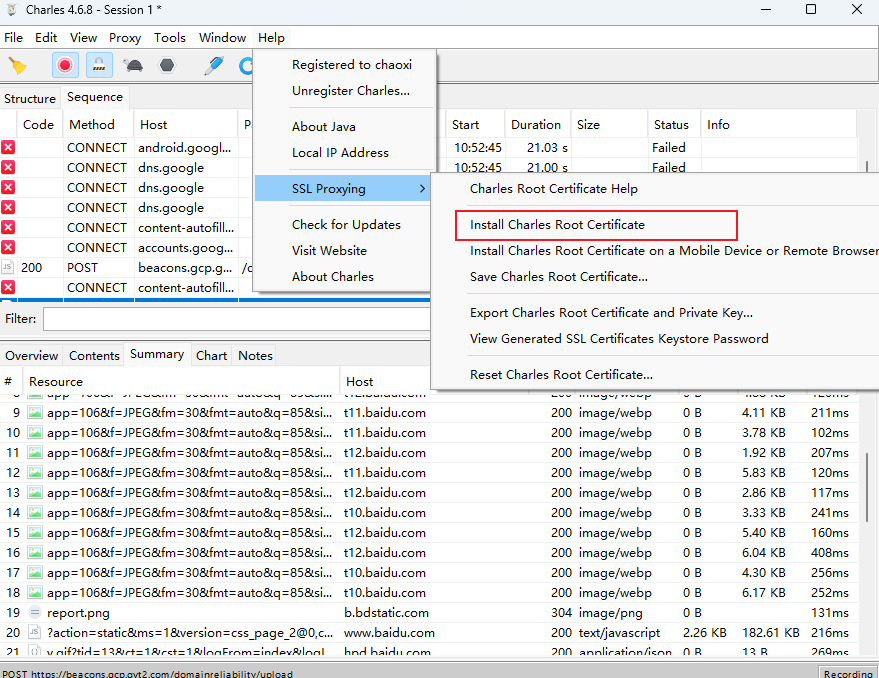 Charles 4.6.8 - Session 1 *
File Edit View Proxy Tools Window Help
Registered to chaoxi
Unregister Charles...
About Java
Local IP Address
SSL Proxying
Check for Updates
Visit Website
About Charles
Charles Root Certificate Help
Install Charles Root Certificate
Install Charles Root Certificate on a Mobile Device or Remote Browser
Save Charles Root Certificate...
Export Charles Root Certificate and Private Key...
View Generated SSL Certificates Keystore Password
Reset Charles Root Certificate...
Structure Sequence
Code Method Host Start Duration Size Status Info
CONNECT android.googl... 10:52:45 21.03 s Failed
CONNECT dns.google 10:52:45 21.00 s Failed
CONNECT dns.google
CONNECT dns.google
CONNECT content-autofill...
CONNECT accounts.goog...
JS 200 POST beacons.gcp.g...
CONNECT content-autofill...
Filter:
Overview Contents Summary Chart Notes
# Resource Host
9 app=106&f=JPEG&fm=30&fmt=auto&q=85&si... t11.baidu.com 200 image/webp 0 B 4.11 KB 211ms
10 app=106&f=JPEG&fm=30&fmt=auto&q=85&si... t11.baidu.com 200 image/webp 0 B 3.78 KB 102ms
11 app=106&f=JPEG&fm=30&fmt=auto&q=85&si... t12.baidu.com 200 image/webp 0 B 1.92 KB 207ms
12 app=106&f=JPEG&fm=30&fmt=auto&q=85&si... t11.baidu.com 200 image/webp 0 B 5.83 KB 120ms
13 app=106&f=JPEG&fm=30&fmt=auto&q=85&si... t12.baidu.com 200 image/webp 0 B 2.86 KB 117ms
14 app=106&f=JPEG&fm=30&fmt=auto&q=85&si... t10.baidu.com 200 image/webp 0 B 3.33 KB 241ms
15 app=106&f=JPEG&fm=30&fmt=auto&q=85&si... t12.baidu.com 200 image/webp 0 B 5.40 KB 160ms
16 app=106&f=JPEG&fm=30&fmt=auto&q=85&si... t12.baidu.com 200 image/webp 0 B 6.04 KB 408ms
17 app=106&f=JPEG&fm=30&fmt=auto&q=85&si... t10.baidu.com 200 image/webp 0 B 4.30 KB 256ms
18 app=106&f=JPEG&fm=30&fmt=auto&q=85&si... t10.baidu.com 200 image/webp 0 B 6.17 KB 252ms
19 report.png b.bdstatic.com 304 image/png 0 B 131ms
20 JS ?action=static&ms=1&version=css_page_2@0,c... www.baidu.com 200 text/javascript 2.26 KB 182.61 KB 216ms
21 v.gif?tid=13&ct=1&cst=1&logFrom=index&logI... hpd.baidu.com 200 application/json 0 B 13 B 269ms
POST https://beacons.gcp.gvt2.com/domainreliability/upload
Recording